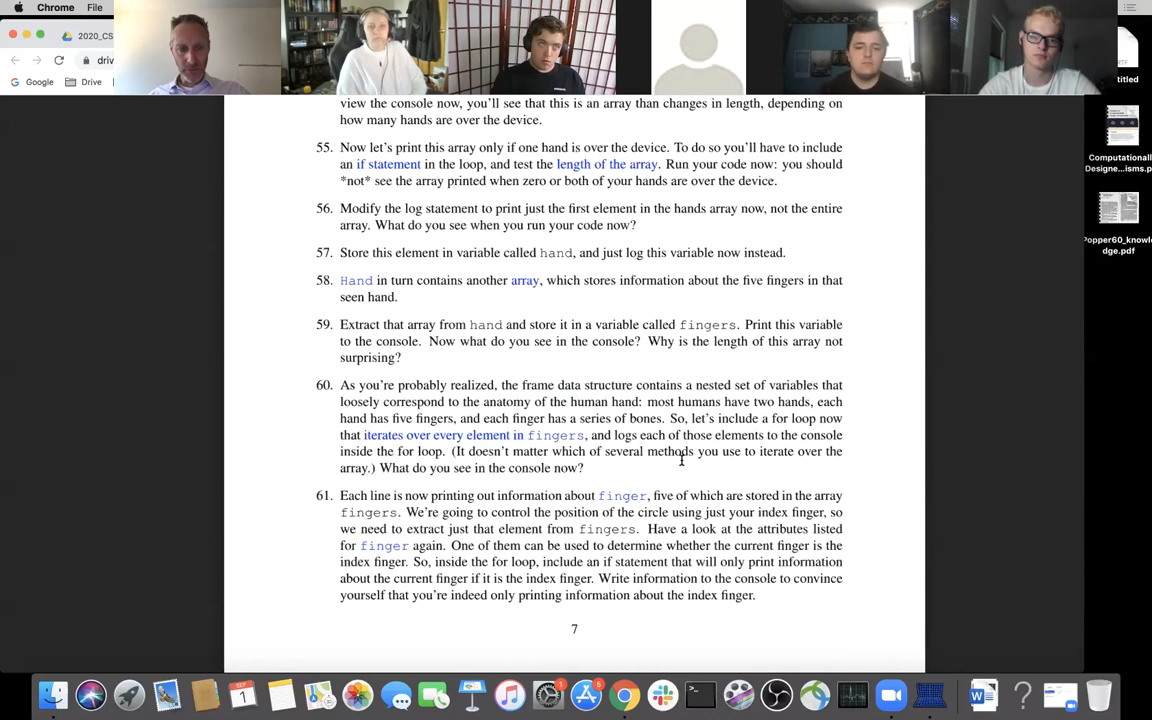 Chrome File
2020_CS
driv
Google Drive
view the console now, you'll see that this is an array than changes in length, depending on
how many hands are over the device.
55. Now let's print this array only if one hand is over the device. To do so you'll have to include
an if statement in the loop, and test the length of the array. Run your code now: you should
*not* see the array printed when zero or both of your hands are over the device.
56. Modify the log statement to print just the first element in the hands array now, not the entire
array. What do you see when you run your code now?
57. Store this element in variable called hand, and just log this variable now instead.
58. Hand in turn contains another array, which stores information about the five fingers in that
seen hand.
59. Extract that array from hand and store it in a variable called fingers. Print this variable
to the console. Now what do you see in the console? Why is the length of this array not
surprising?
60. As you're probably realized, the frame data structure contains a nested set of variables that
loosely correspond to the anatomy of the human hand: most humans have two hands, each
hand has five fingers, and each finger has a series of bones. So, let's include a for loop now
that iterates over every element in fingers, and logs each of those elements to the console
inside the for loop. (It doesn't matter which of several methods you use to iterate over the
array.) What do you see in the console now?
61. Each line is now printing out information about finger, five of which are stored in the array
fingers. We're going to control the position of the circle using just your index finger, so
we need to extract just that element from fingers. Have a look at the attributes listed
for finger again. One of them can be used to determine whether the current finger is the
index finger. So, inside the for loop, include an if statement that will only print information
about the current finger if it is the index finger. Write information to the console to convince
yourself that you're indeed only printing information about the index finger.
7
RTF
titled
Computationall
Designe...isms.p
Popper60_knowl
edge.pdf
SEP
1
1
6